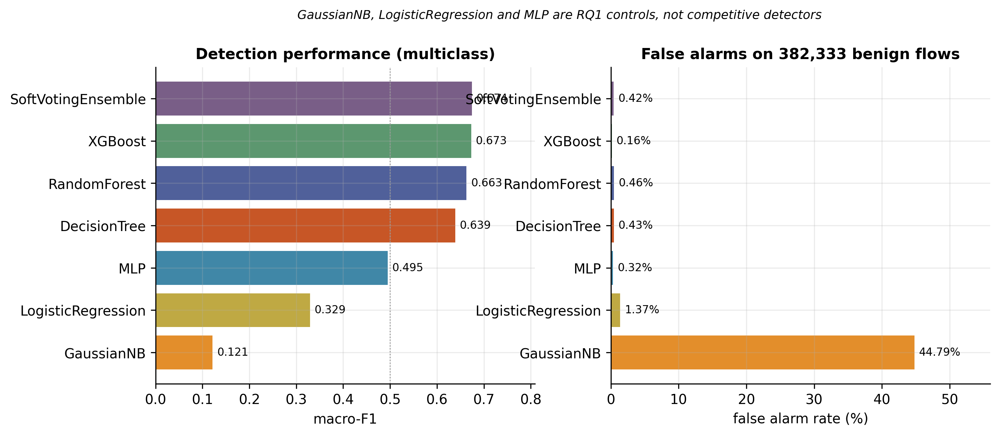 GaussianNB, LogisticRegression and MLP are RQ1 controls, not competitive detectors
Detection performance (multiclass)
SoftVotingEnsemble 0.674
XGBoost 0.673
RandomForest 0.663
DecisionTree 0.639
MLP 0.495
LogisticRegression 0.329
GaussianNB 0.121
0.0 0.1 0.2 0.3 0.4 0.5 0.6 0.7 0.8
macro-F1
False alarms on 382,333 benign flows
SoftVotingEnsemble 0.42%
XGBoost 0.16%
RandomForest 0.46%
DecisionTree 0.43%
MLP 0.32%
LogisticRegression 1.37%
GaussianNB 44.79%
0 10 20 30 40 50
false alarm rate (%)